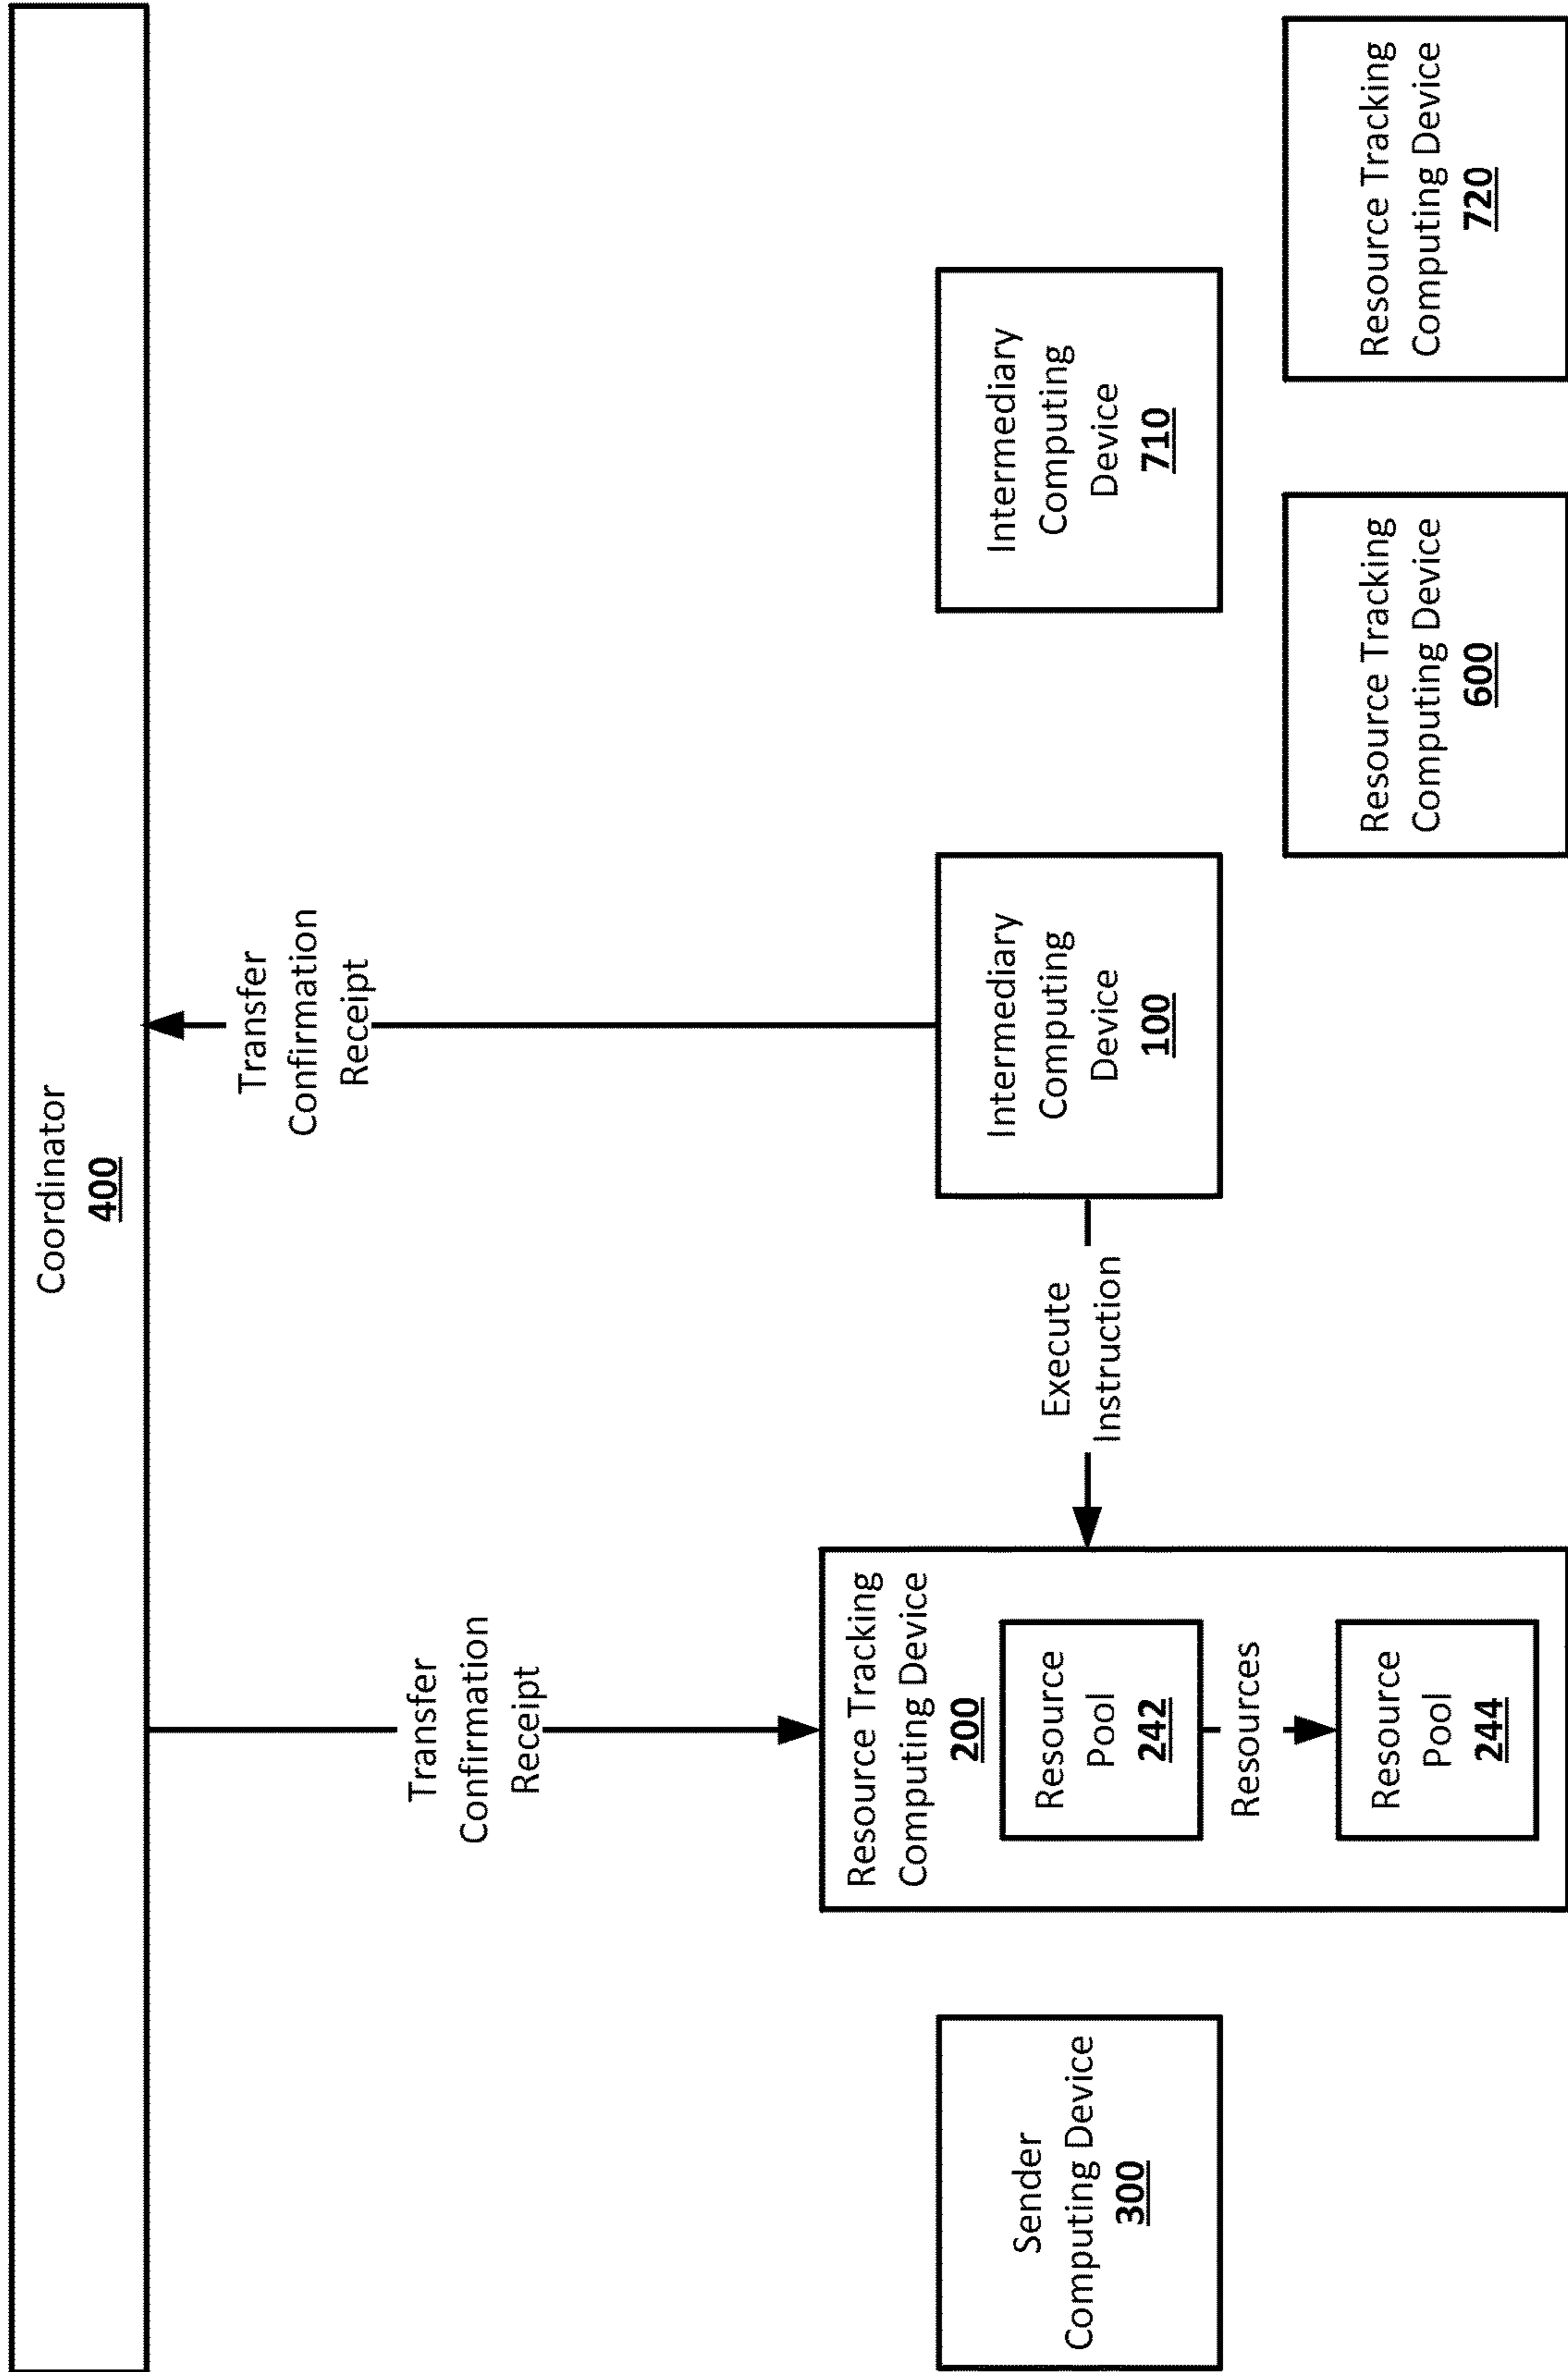 Coordinator
400
Transfer
Confirmation
Receipt
Transfer
Confirmation
Receipt
Sender
Computing Device
300
Resource Tracking
Computing Device
200
Resource
Pool
242
Resources
Resource
Pool
244
Execute
Instruction
Intermediary
Computing
Device
100
Intermediary
Computing
Device
710
Resource Tracking
Computing Device
600
Resource Tracking
Computing Device
720